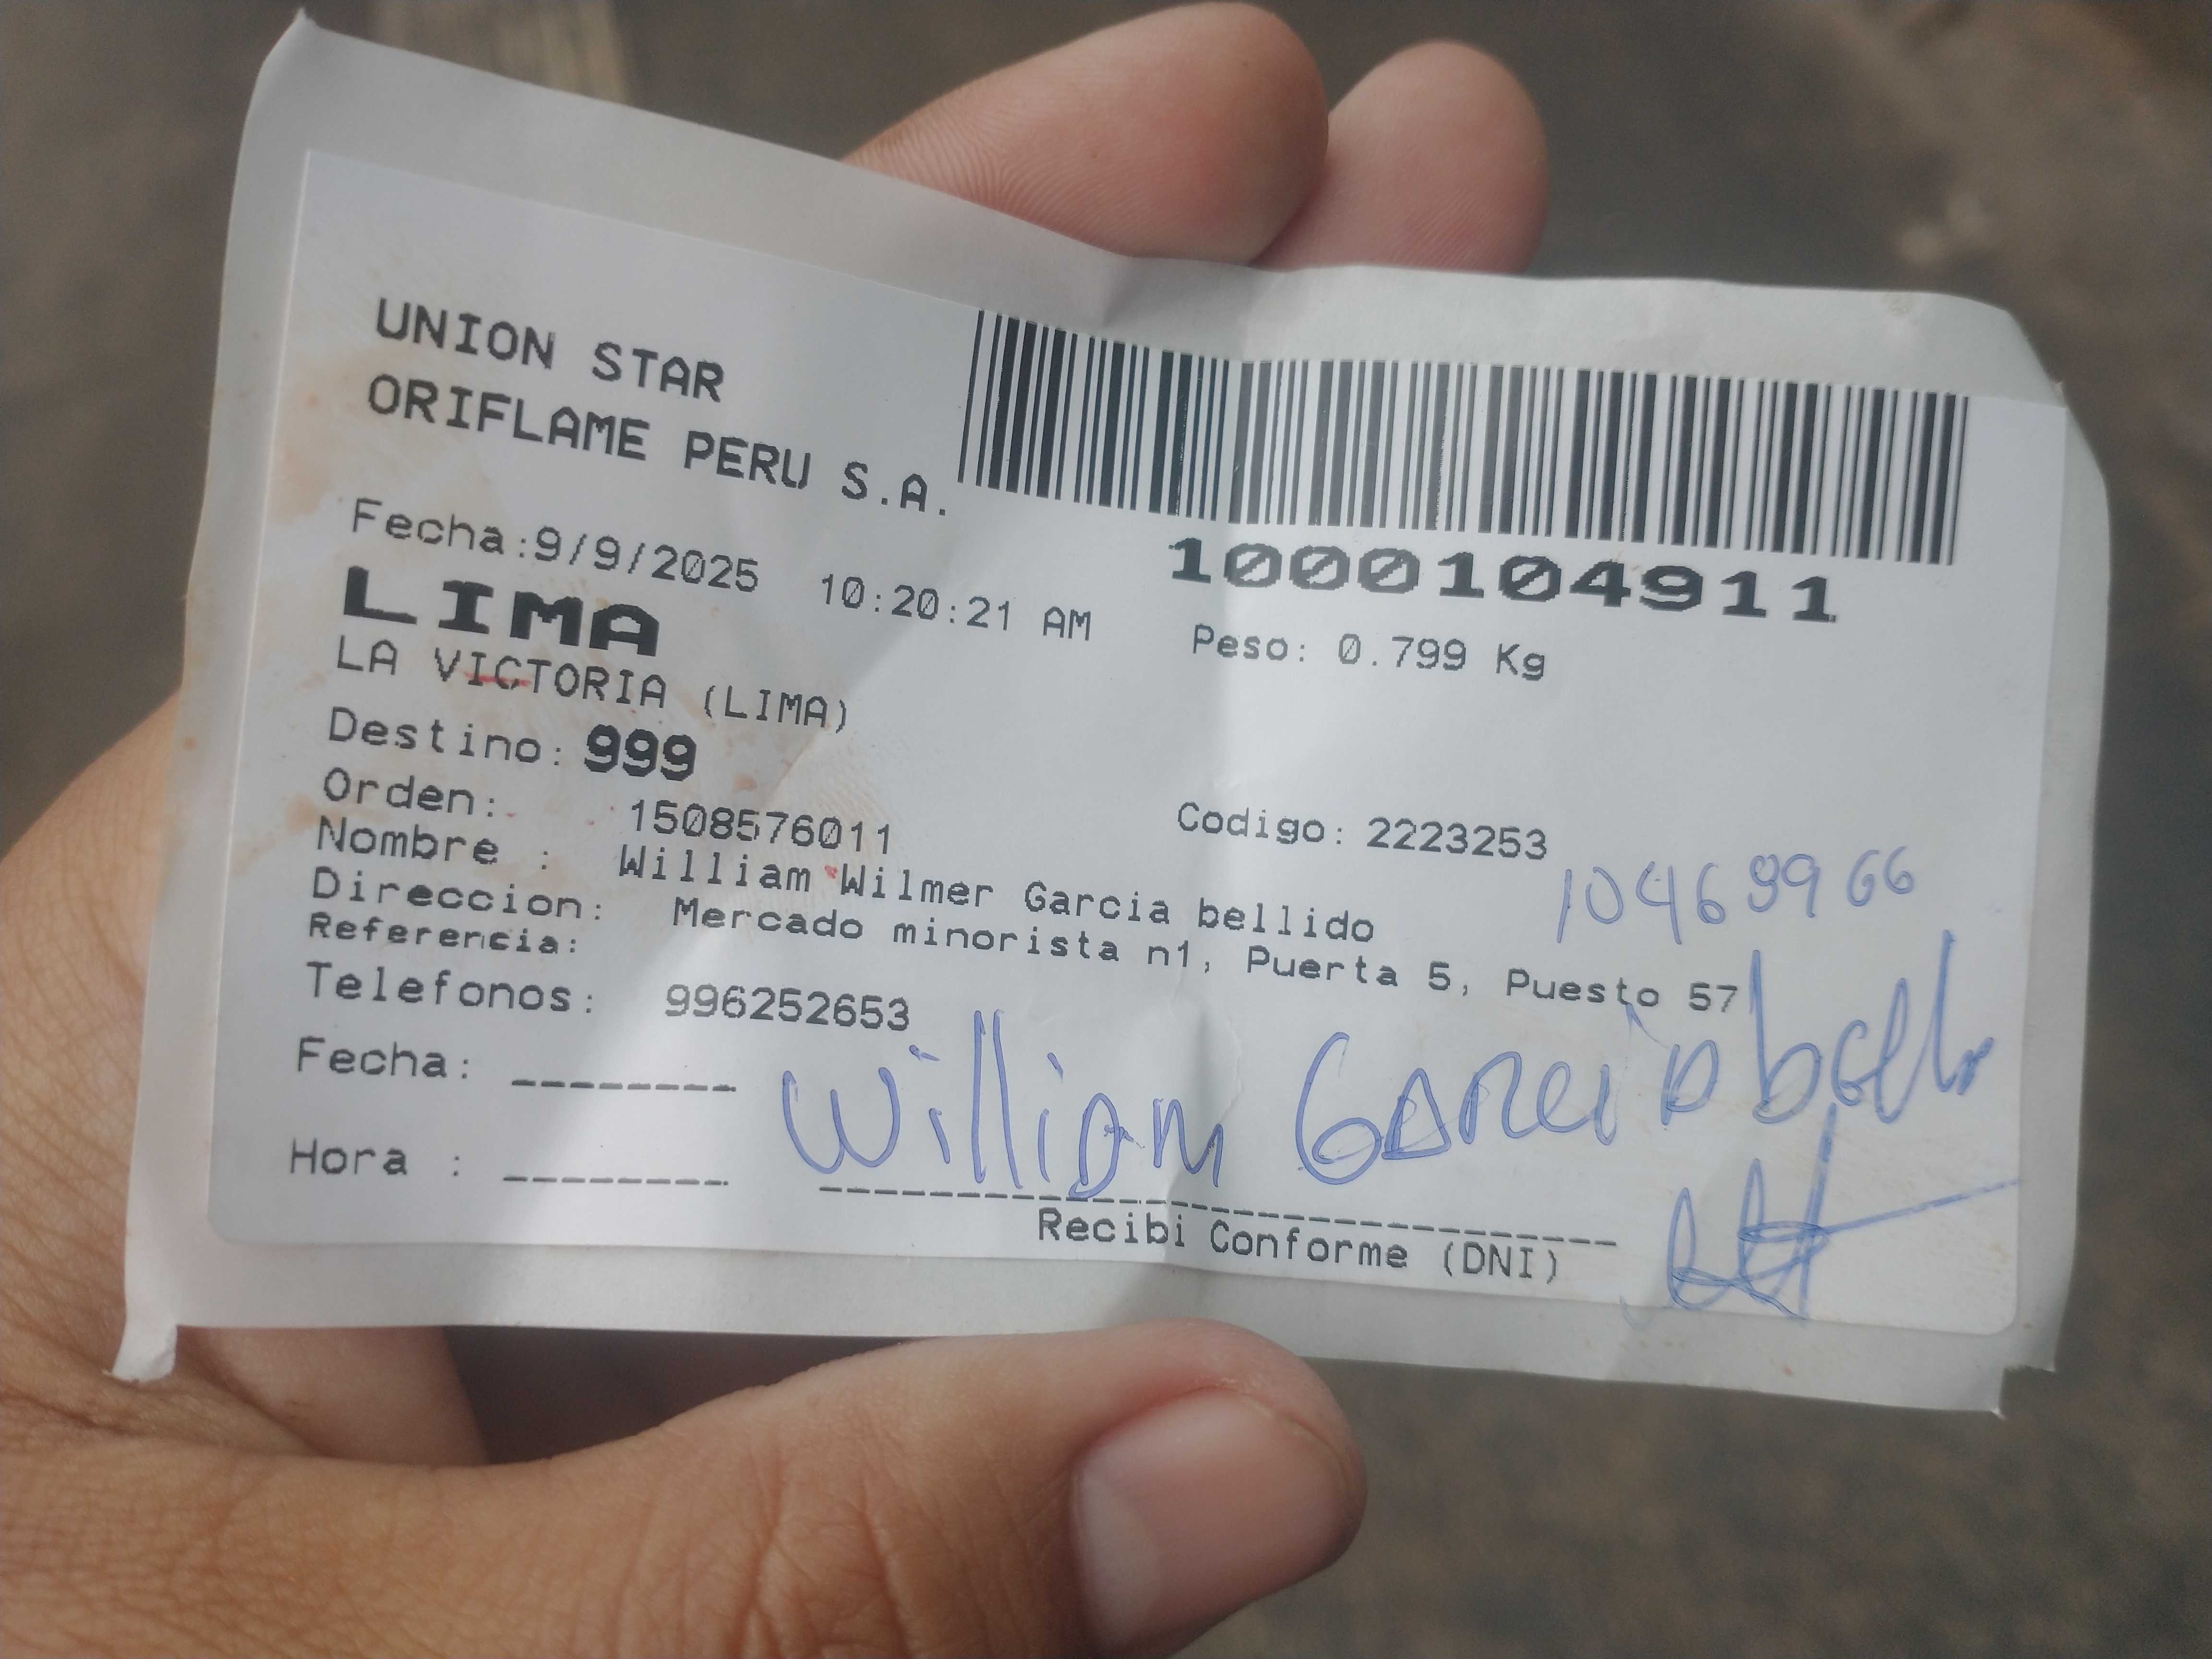 UNION STAR
ORIFLAME PERU S.A.
Fecha:9/9/2025 10:20:21 AM
1000104911
LIMA
Peso: 0.799 Kg
LA VICTORIA (LIMA)
Destino: 999
Orden: 1508576011
Codigo: 2223253
Nombre : William Wilmer Garcia bellido
10469966
Direccion: Mercado minorista n1, Puerta 5, Puesto 57
Referencia:
Telefonos: 996252653
Fecha: --------
William Garcia
Hora : --------
Recibi Conforme (DNI)